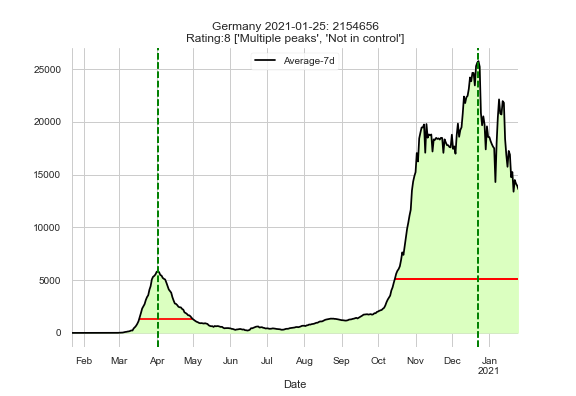 Germany 2021-01-25: 2154656
Rating:8 ['Multiple peaks', 'Not in control']
Average-7d
25000
20000
15000
10000
5000
0
Feb Mar Apr May Jun Jul Aug Sep Oct Nov Dec Jan
2021
Date